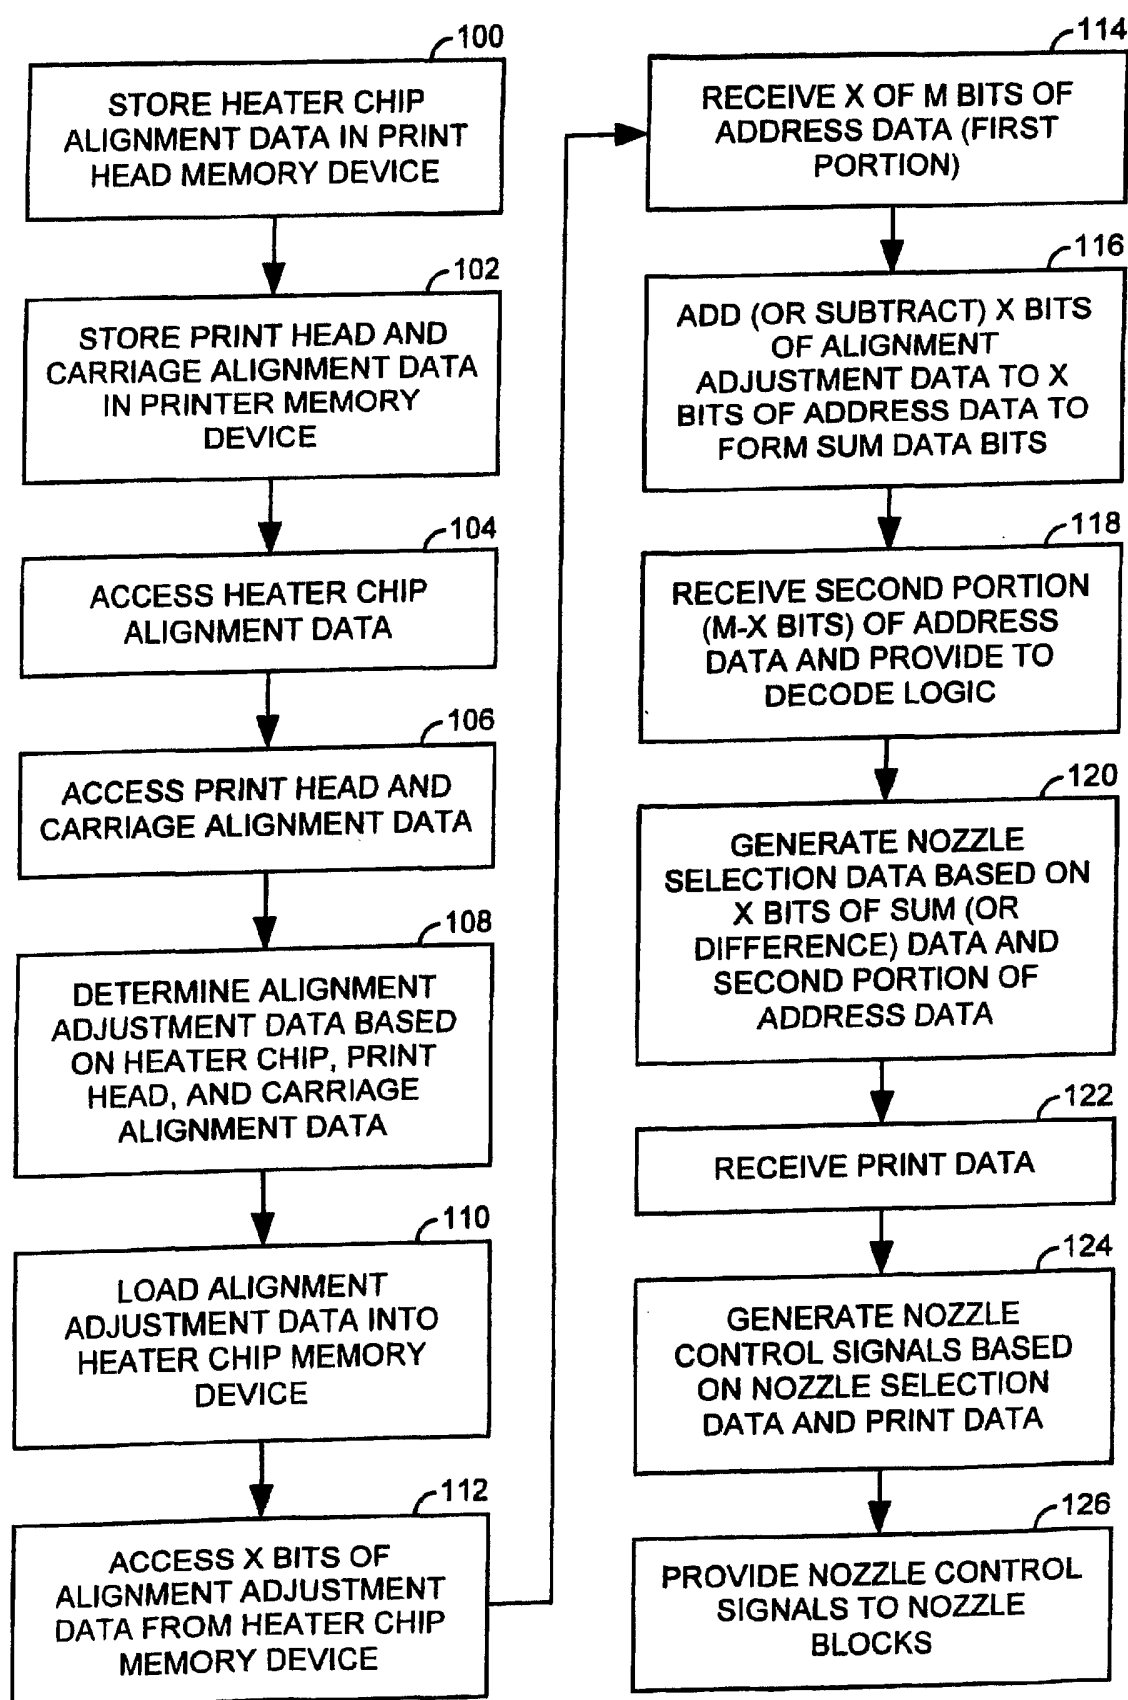 100
STORE HEATER CHIP
ALIGNMENT DATA IN PRINT
HEAD MEMORY DEVICE
102
STORE PRINT HEAD AND
CARRIAGE ALIGNMENT DATA
IN PRINTER MEMORY
DEVICE
104
ACCESS HEATER CHIP
ALIGNMENT DATA
106
ACCESS PRINT HEAD AND
CARRIAGE ALIGNMENT DATA
108
DETERMINE ALIGNMENT
ADJUSTMENT DATA BASED
ON HEATER CHIP, PRINT
HEAD, AND CARRIAGE
ALIGNMENT DATA
110
LOAD ALIGNMENT
ADJUSTMENT DATA INTO
HEATER CHIP MEMORY
DEVICE
112
ACCESS X BITS OF
ALIGNMENT ADJUSTMENT
DATA FROM HEATER CHIP
MEMORY DEVICE
114
RECEIVE X OF M BITS OF
ADDRESS DATA (FIRST
PORTION)
116
ADD (OR SUBTRACT) X BITS
OF ALIGNMENT
ADJUSTMENT DATA TO X
BITS OF ADDRESS DATA TO
FORM SUM DATA BITS
118
RECEIVE SECOND PORTION
(M-X BITS) OF ADDRESS
DATA AND PROVIDE TO
DECODE LOGIC
120
GENERATE NOZZLE
SELECTION DATA BASED ON
X BITS OF SUM (OR
DIFFERENCE) DATA AND
SECOND PORTION OF
ADDRESS DATA
122
RECEIVE PRINT DATA
124
GENERATE NOZZLE
CONTROL SIGNALS BASED
ON NOZZLE SELECTION
DATA AND PRINT DATA
126
PROVIDE NOZZLE CONTROL
SIGNALS TO NOZZLE
BLOCKS